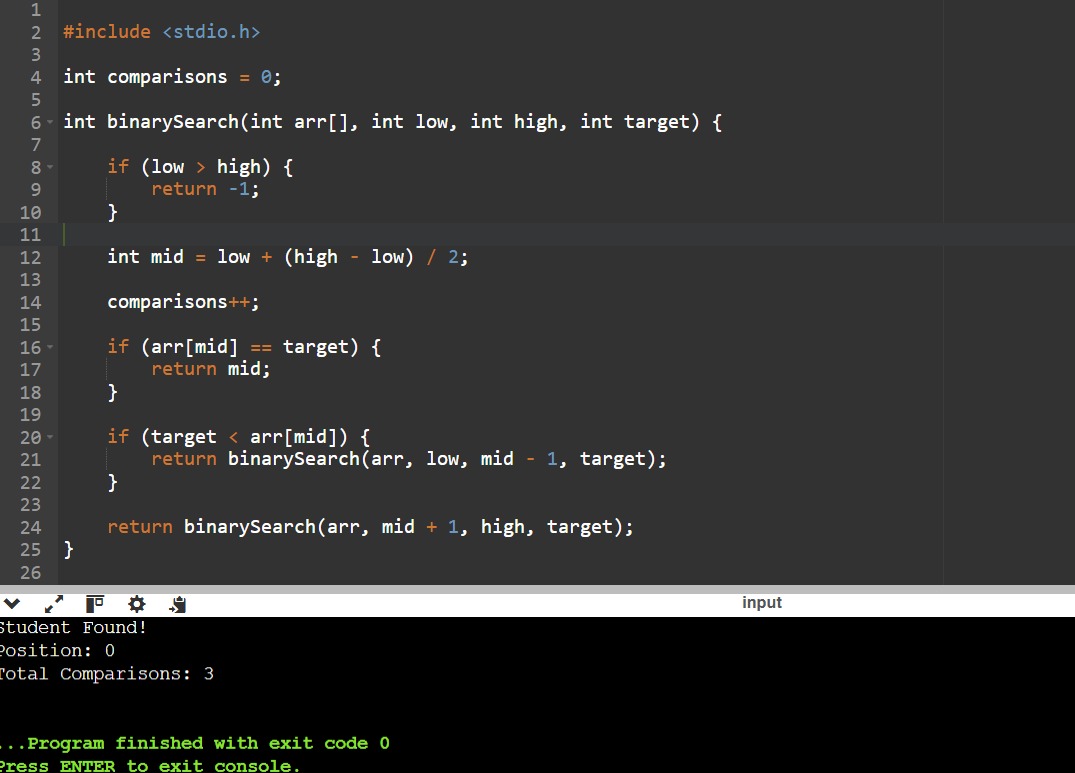 1
2 #include <stdio.h>
3
4 int comparisons = 0;
5
6 int binarySearch(int arr[], int low, int high, int target) {
7
8     if (low > high) {
9         return -1;
10     }
11
12     int mid = low + (high - low) / 2;
13
14     comparisons++;
15
16     if (arr[mid] == target) {
17         return mid;
18     }
19
20     if (target < arr[mid]) {
21         return binarySearch(arr, low, mid - 1, target);
22     }
23
24     return binarySearch(arr, mid + 1, high, target);
25 }
26
input
Student Found!
Position: 0
Total Comparisons: 3
...Program finished with exit code 0
Press ENTER to exit console.